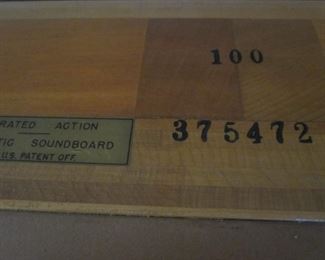 100
RATED ACTION
TIC SOUNDBOARD
U.S. PATENT OFF.
375472